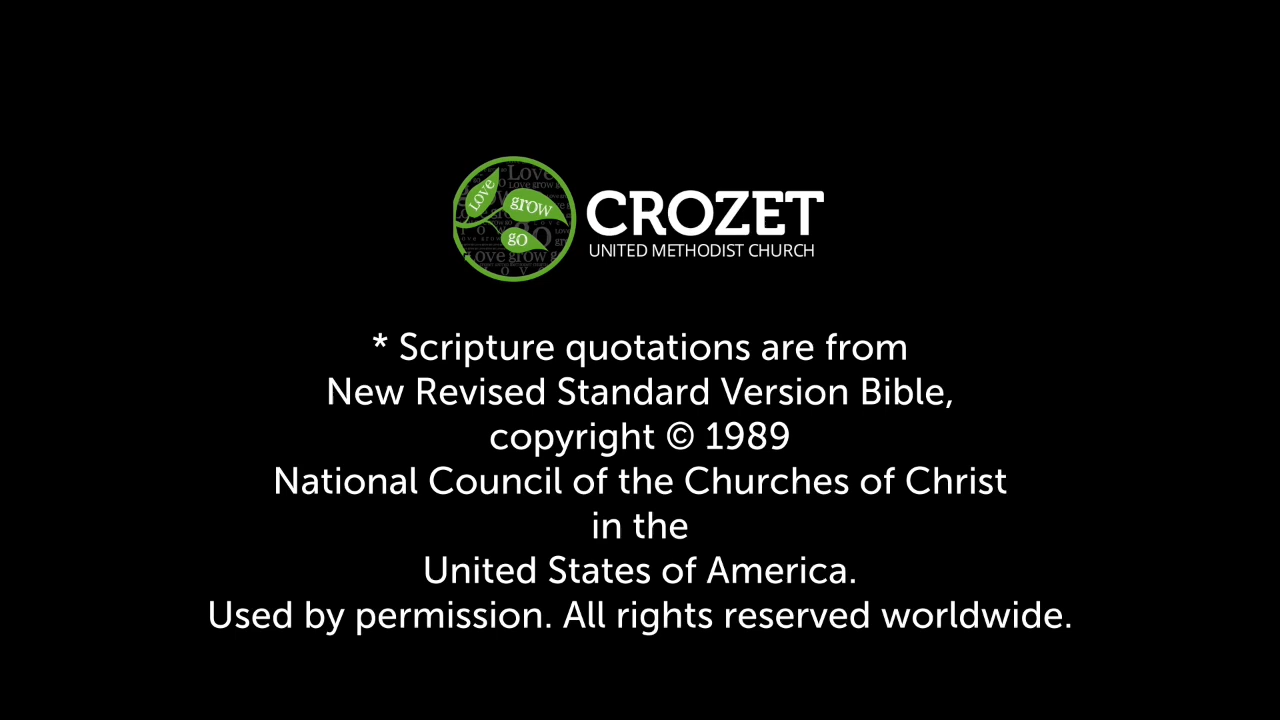 Love
grow
go
CROZET
UNITED METHODIST CHURCH
* Scripture quotations are from
New Revised Standard Version Bible,
copyright © 1989
National Council of the Churches of Christ
in the
United States of America.
Used by permission. All rights reserved worldwide.